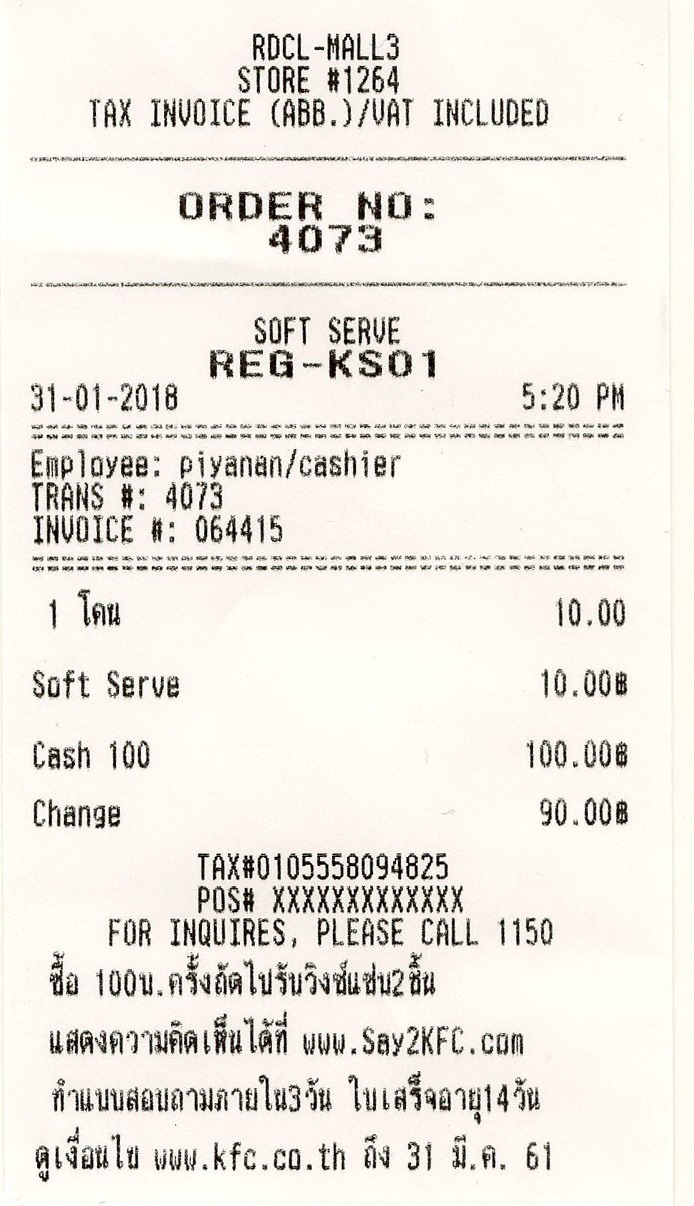 RDCL-MALL3
STORE #1264
TAX INVOICE (ABB.)/VAT INCLUDED
ORDER NO:
4073
SOFT SERVE
REG-KS01
31-01-2018 5:20 PM
Employee: piyanan/cashier
TRANS #: 4073
INVOICE #: 064415
1 โคน 10.00
Soft Serve 10.00฿
Cash 100 100.00฿
Change 90.00฿
TAX#0105558094825
POS# XXXXXXXXXXXXX
FOR INQUIRES, PLEASE CALL 1150
ซื้อ 100บ.ครั้งถัดไปรับวิงซ์แซ่บ2ชิ้น
แสดงความคิดเห็นได้ที่ www.Say2KFC.com
ทำแบบสอบถามภายใน3วัน ใบเสร็จอายุ14วัน
ดูเงื่อนไข www.kfc.co.th ถึง 31 มี.ค. 61